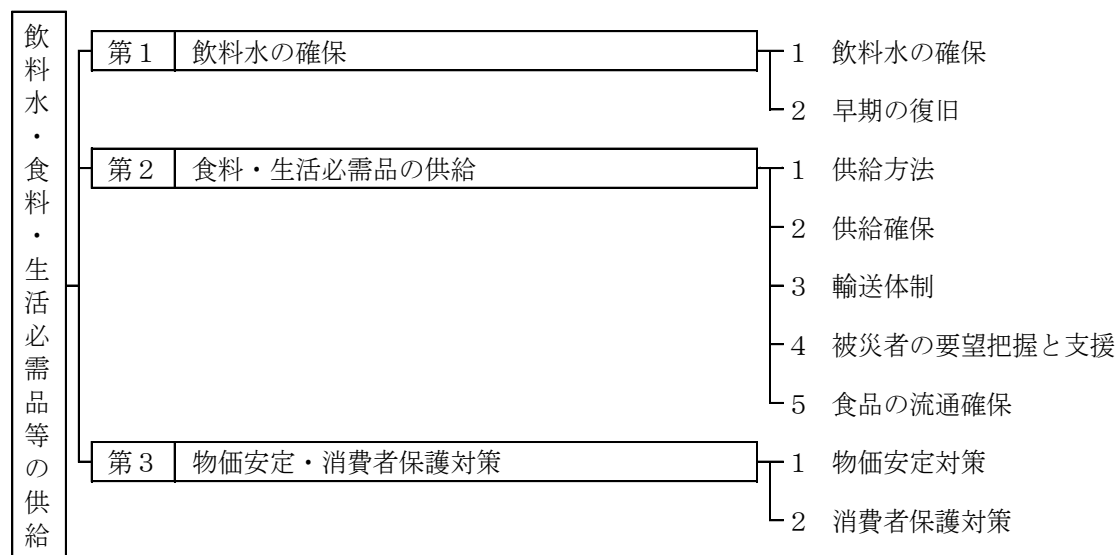 飲料水・食料・生活必需品等の供給
第１ 飲料水の確保
１ 飲料水の確保
２ 早期の復旧
第２ 食料・生活必需品の供給
１ 供給方法
２ 供給確保
３ 輸送体制
４ 被災者の要望把握と支援
５ 食品の流通確保
第３ 物価安定・消費者保護対策
１ 物価安定対策
２ 消費者保護対策